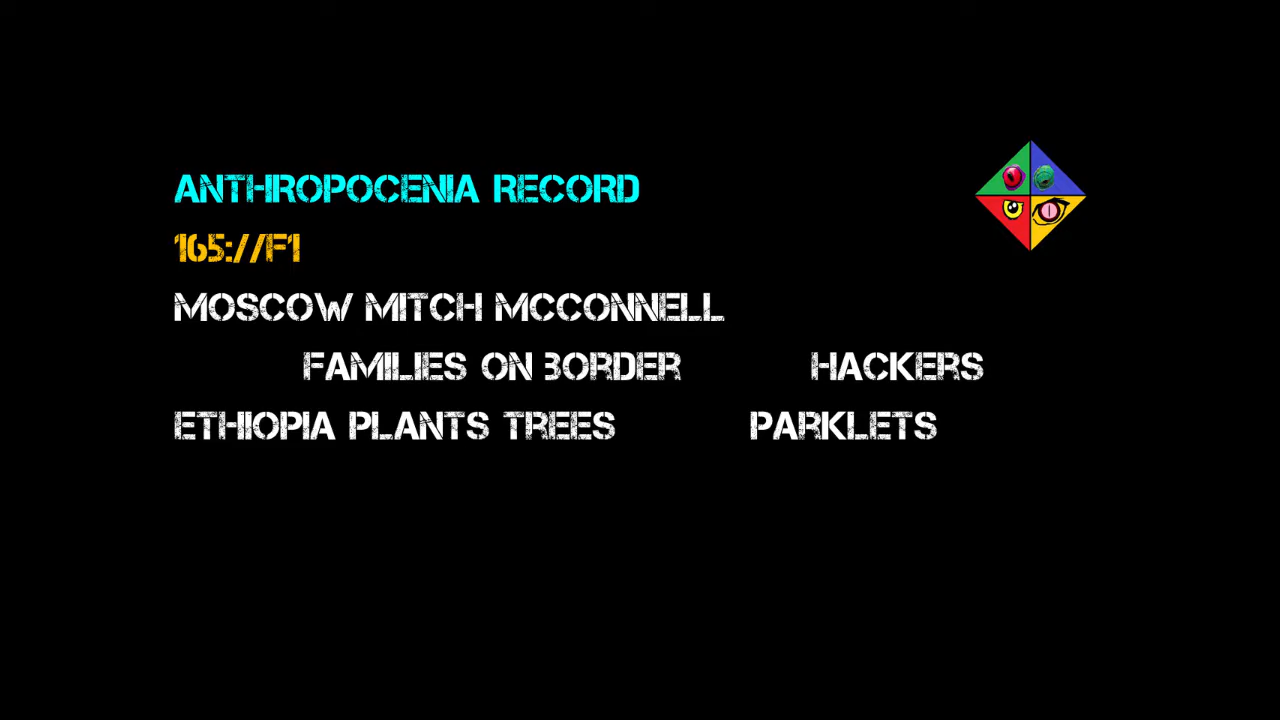 ANTHROPOCENIA RECORD
165://F1
MOSCOW MITCH MCCONNELL
FAMILIES ON BORDER HACKERS
ETHIOPIA PLANTS TREES PARKLETS